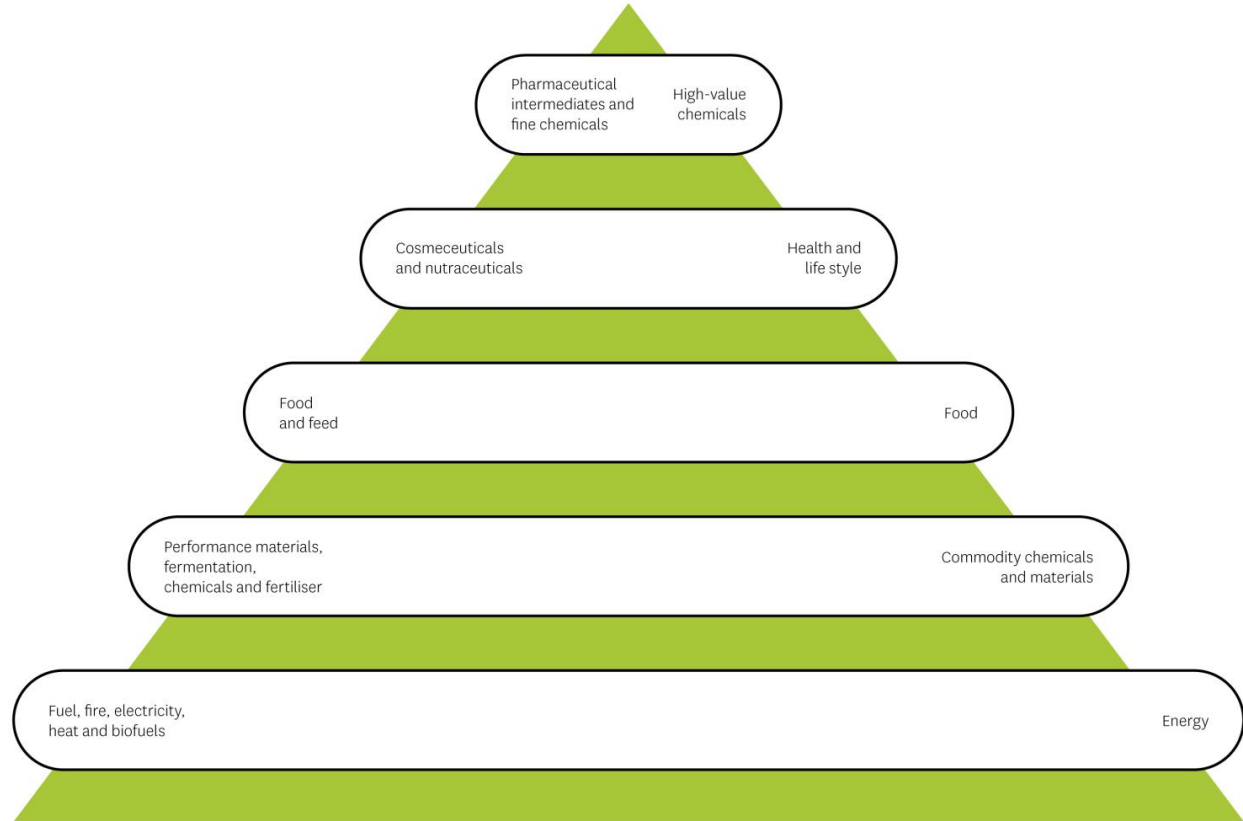 Pharmaceutical
intermediates and
fine chemicals
High-value
chemicals
Cosmeceuticals
and nutraceuticals
Health and
life style
Food
and feed
Food
Performance materials,
fermentation,
chemicals and fertiliser
Commodity chemicals
and materials
Fuel, fire, electricity,
heat and biofuels
Energy